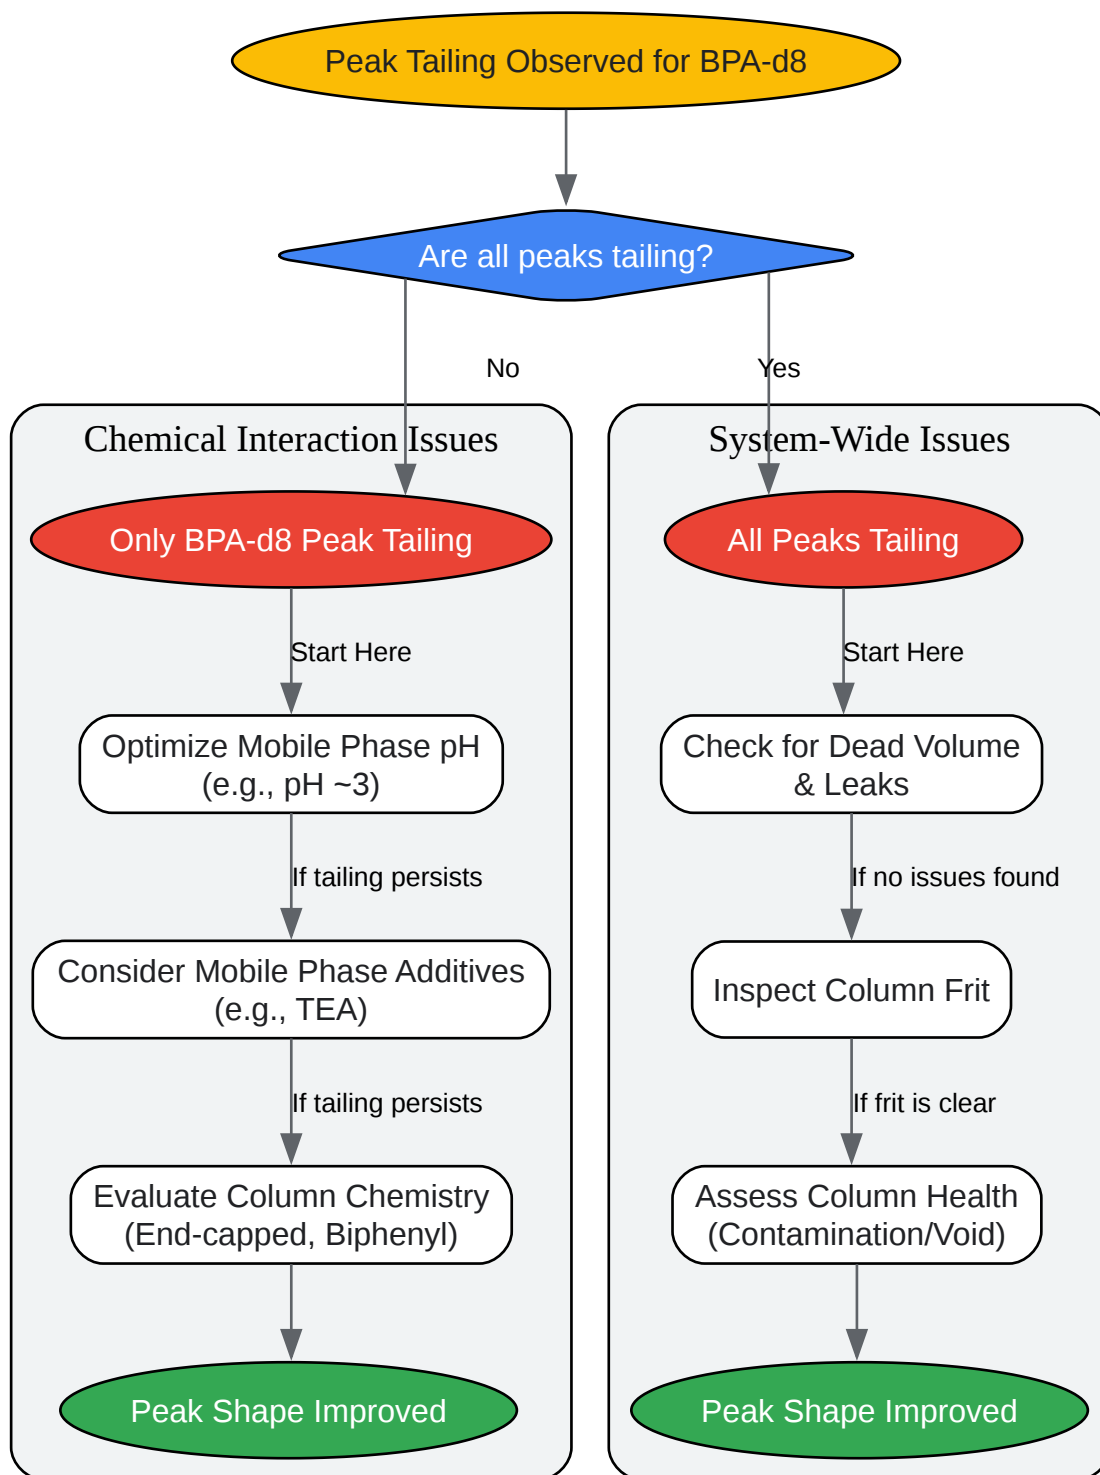 Peak Tailing Observed for BPA-d8
Are all peaks tailing?
No
Yes
Chemical Interaction Issues
Only BPA-d8 Peak Tailing
Start Here
Optimize Mobile Phase pH
(e.g., pH ~3)
If tailing persists
Consider Mobile Phase Additives
(e.g., TEA)
If tailing persists
Evaluate Column Chemistry
(End-capped, Biphenyl)
Peak Shape Improved
System-Wide Issues
All Peaks Tailing
Start Here
Check for Dead Volume
& Leaks
If no issues found
Inspect Column Frit
If frit is clear
Assess Column Health
(Contamination/Void)
Peak Shape Improved